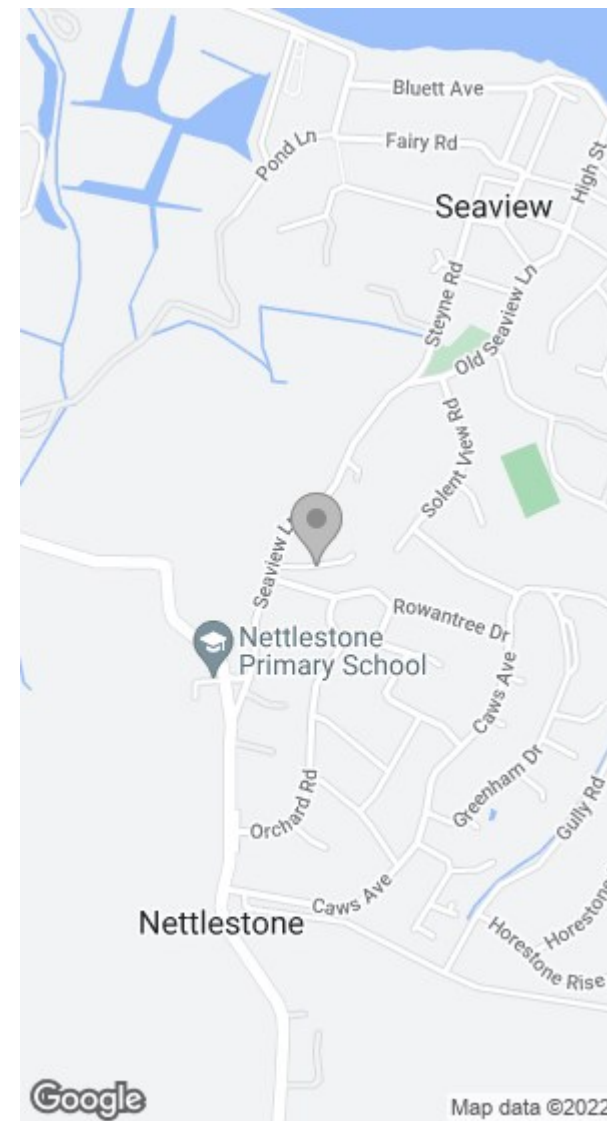 Bluett Ave
Pond Ln
Fairy Rd
High St
Seaview
Steyne Rd
Old Seaview Ln
Solent View Rd
Seaview Ln
Rowantree Dr
Nettlestone
Primary School
Caws Ave
Greenham Dr
Gully Rd
Orchard Rd
Caws Ave
Nettlestone
Horestone
Horestone Rise
Google
Map data ©2022